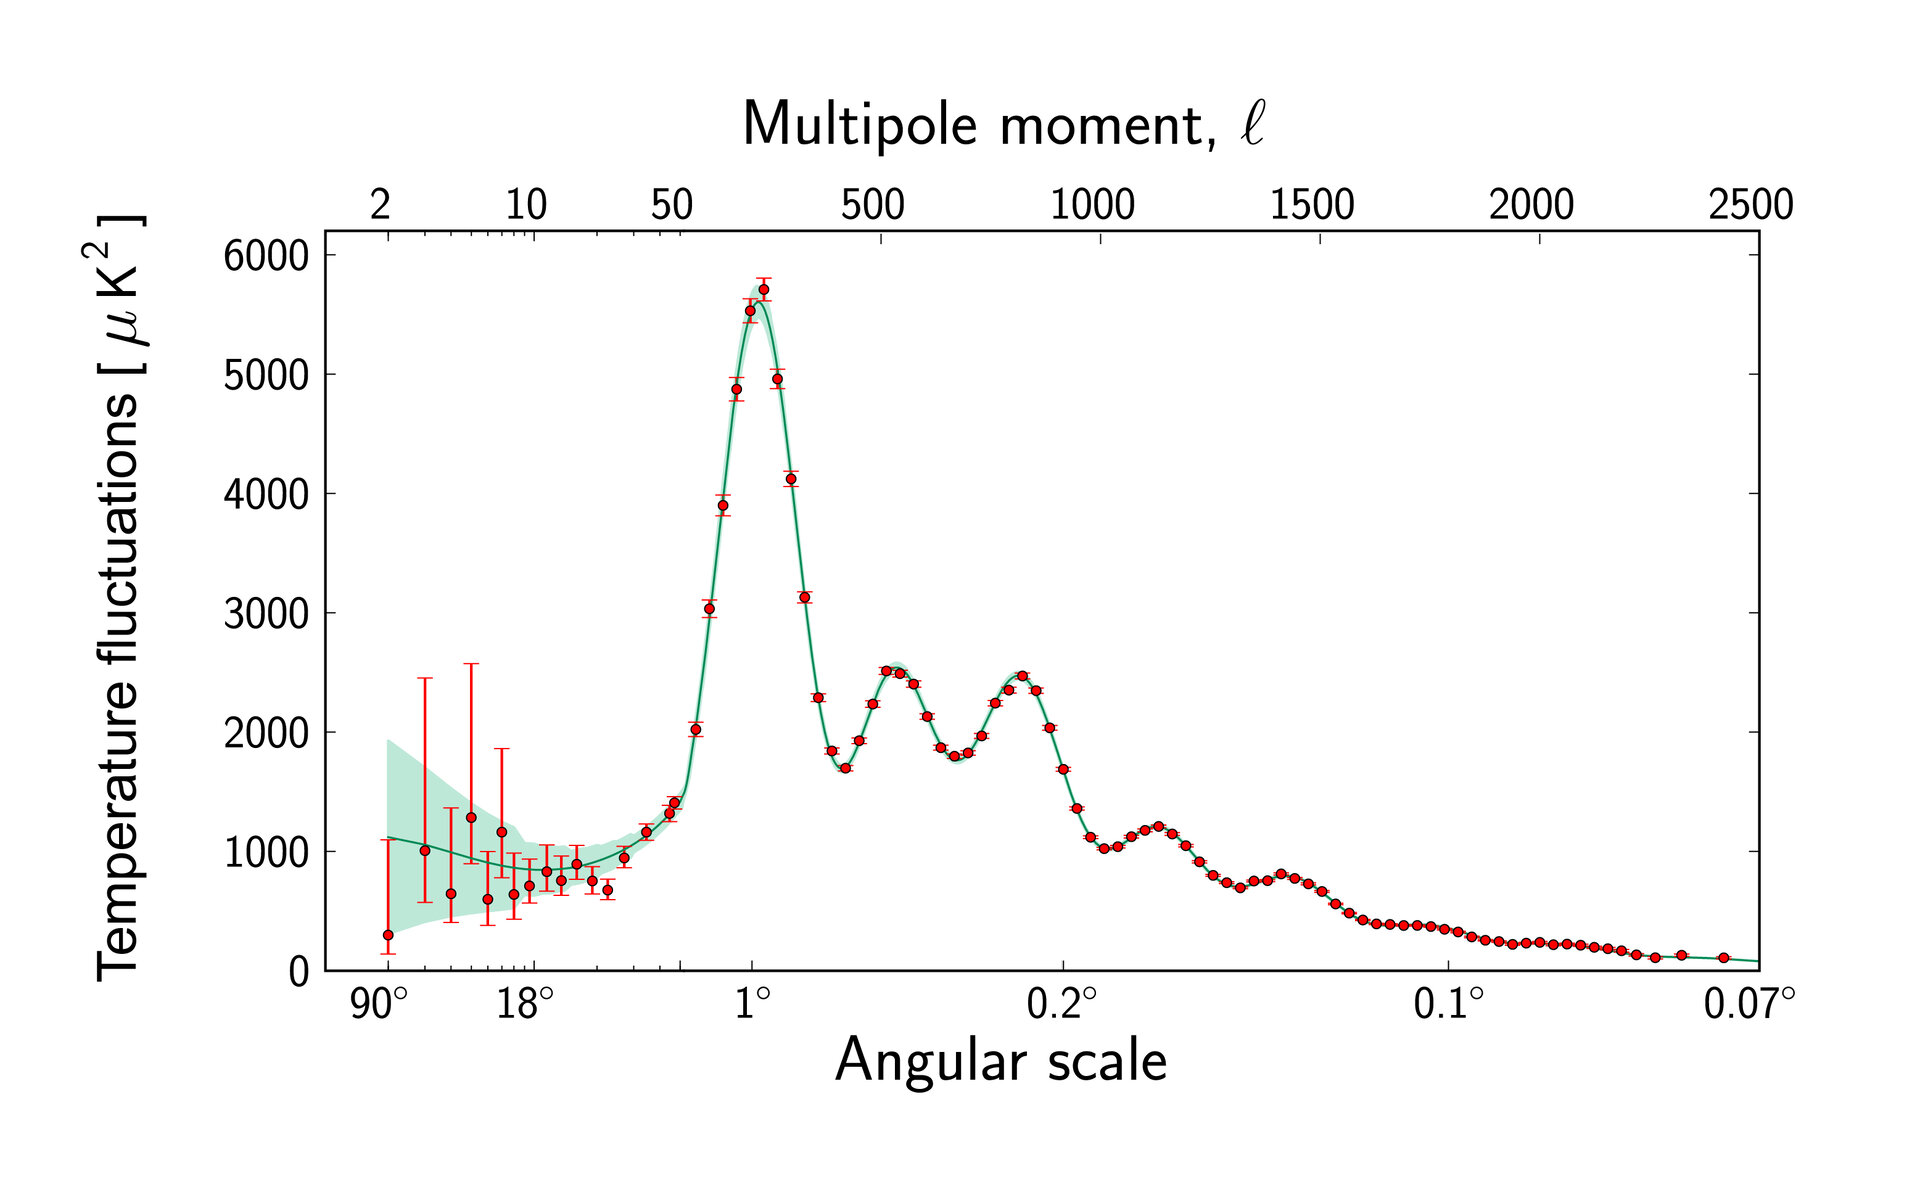 Multipole moment, ℓ
2 10 50 500 1000 1500 2000 2500
Temperature fluctuations [ μ K² ]
6000
5000
4000
3000
2000
1000
0
90° 18° 1° 0.2° 0.1° 0.07°
Angular scale